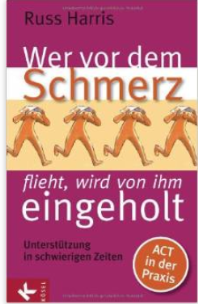 Russ Harris
Wer vor dem
Schmerz
flieht, wird von ihm
eingeholt
Unterstützung
in schwierigen Zeiten
ACT
in der
Praxis
KÖSEL